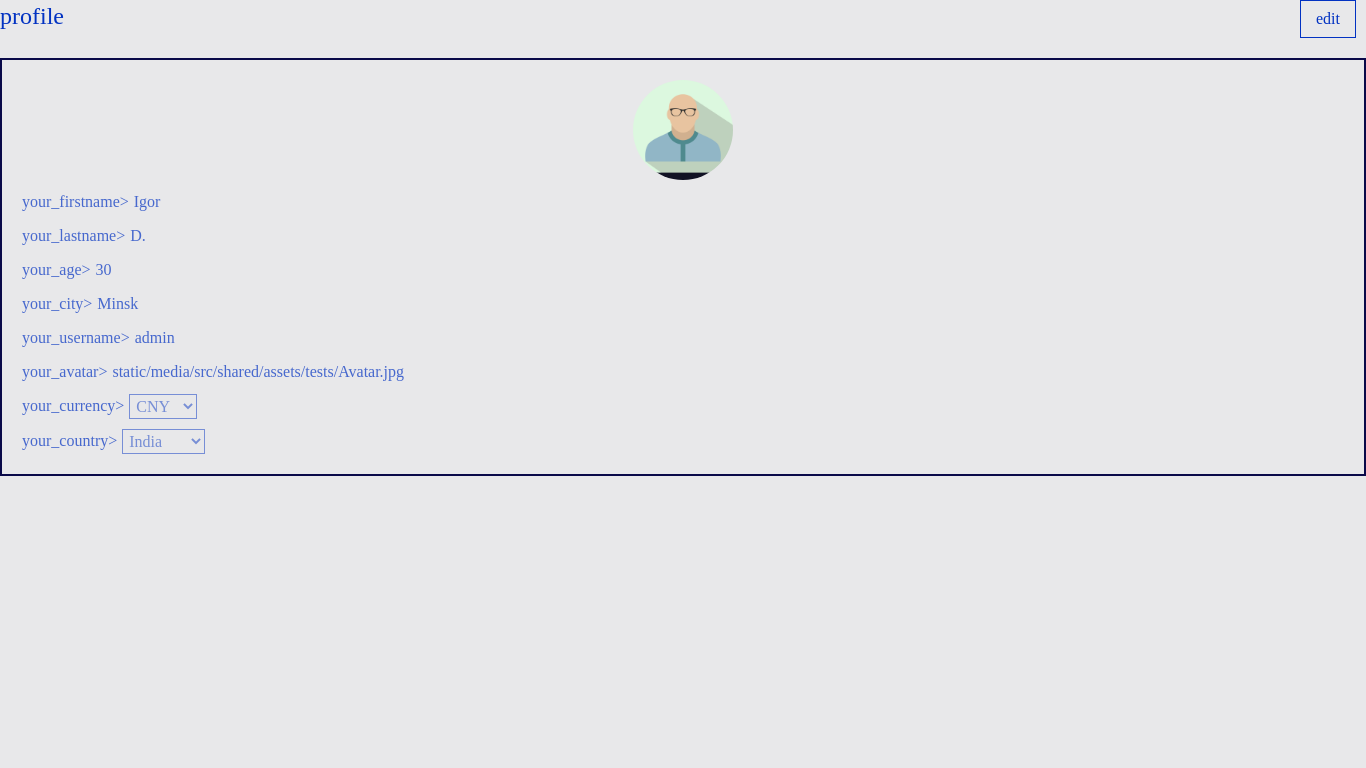 profile
edit
your_firstname> Igor
your_lastname> D.
your_age> 30
your_city> Minsk
your_username> admin
your_avatar> static/media/src/shared/assets/tests/Avatar.jpg
your_currency> CNY
your_country> India